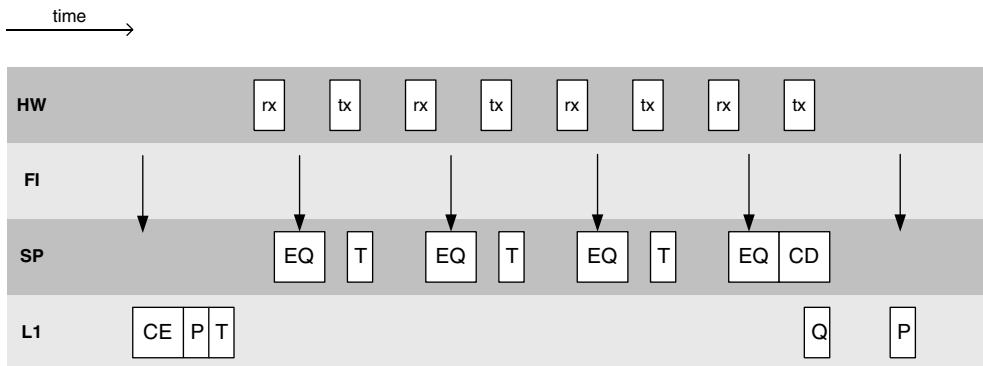 time
HW rx tx rx tx rx tx rx tx
FI
SP EQ T EQ T EQ T EQ CD
L1 CE P T Q P